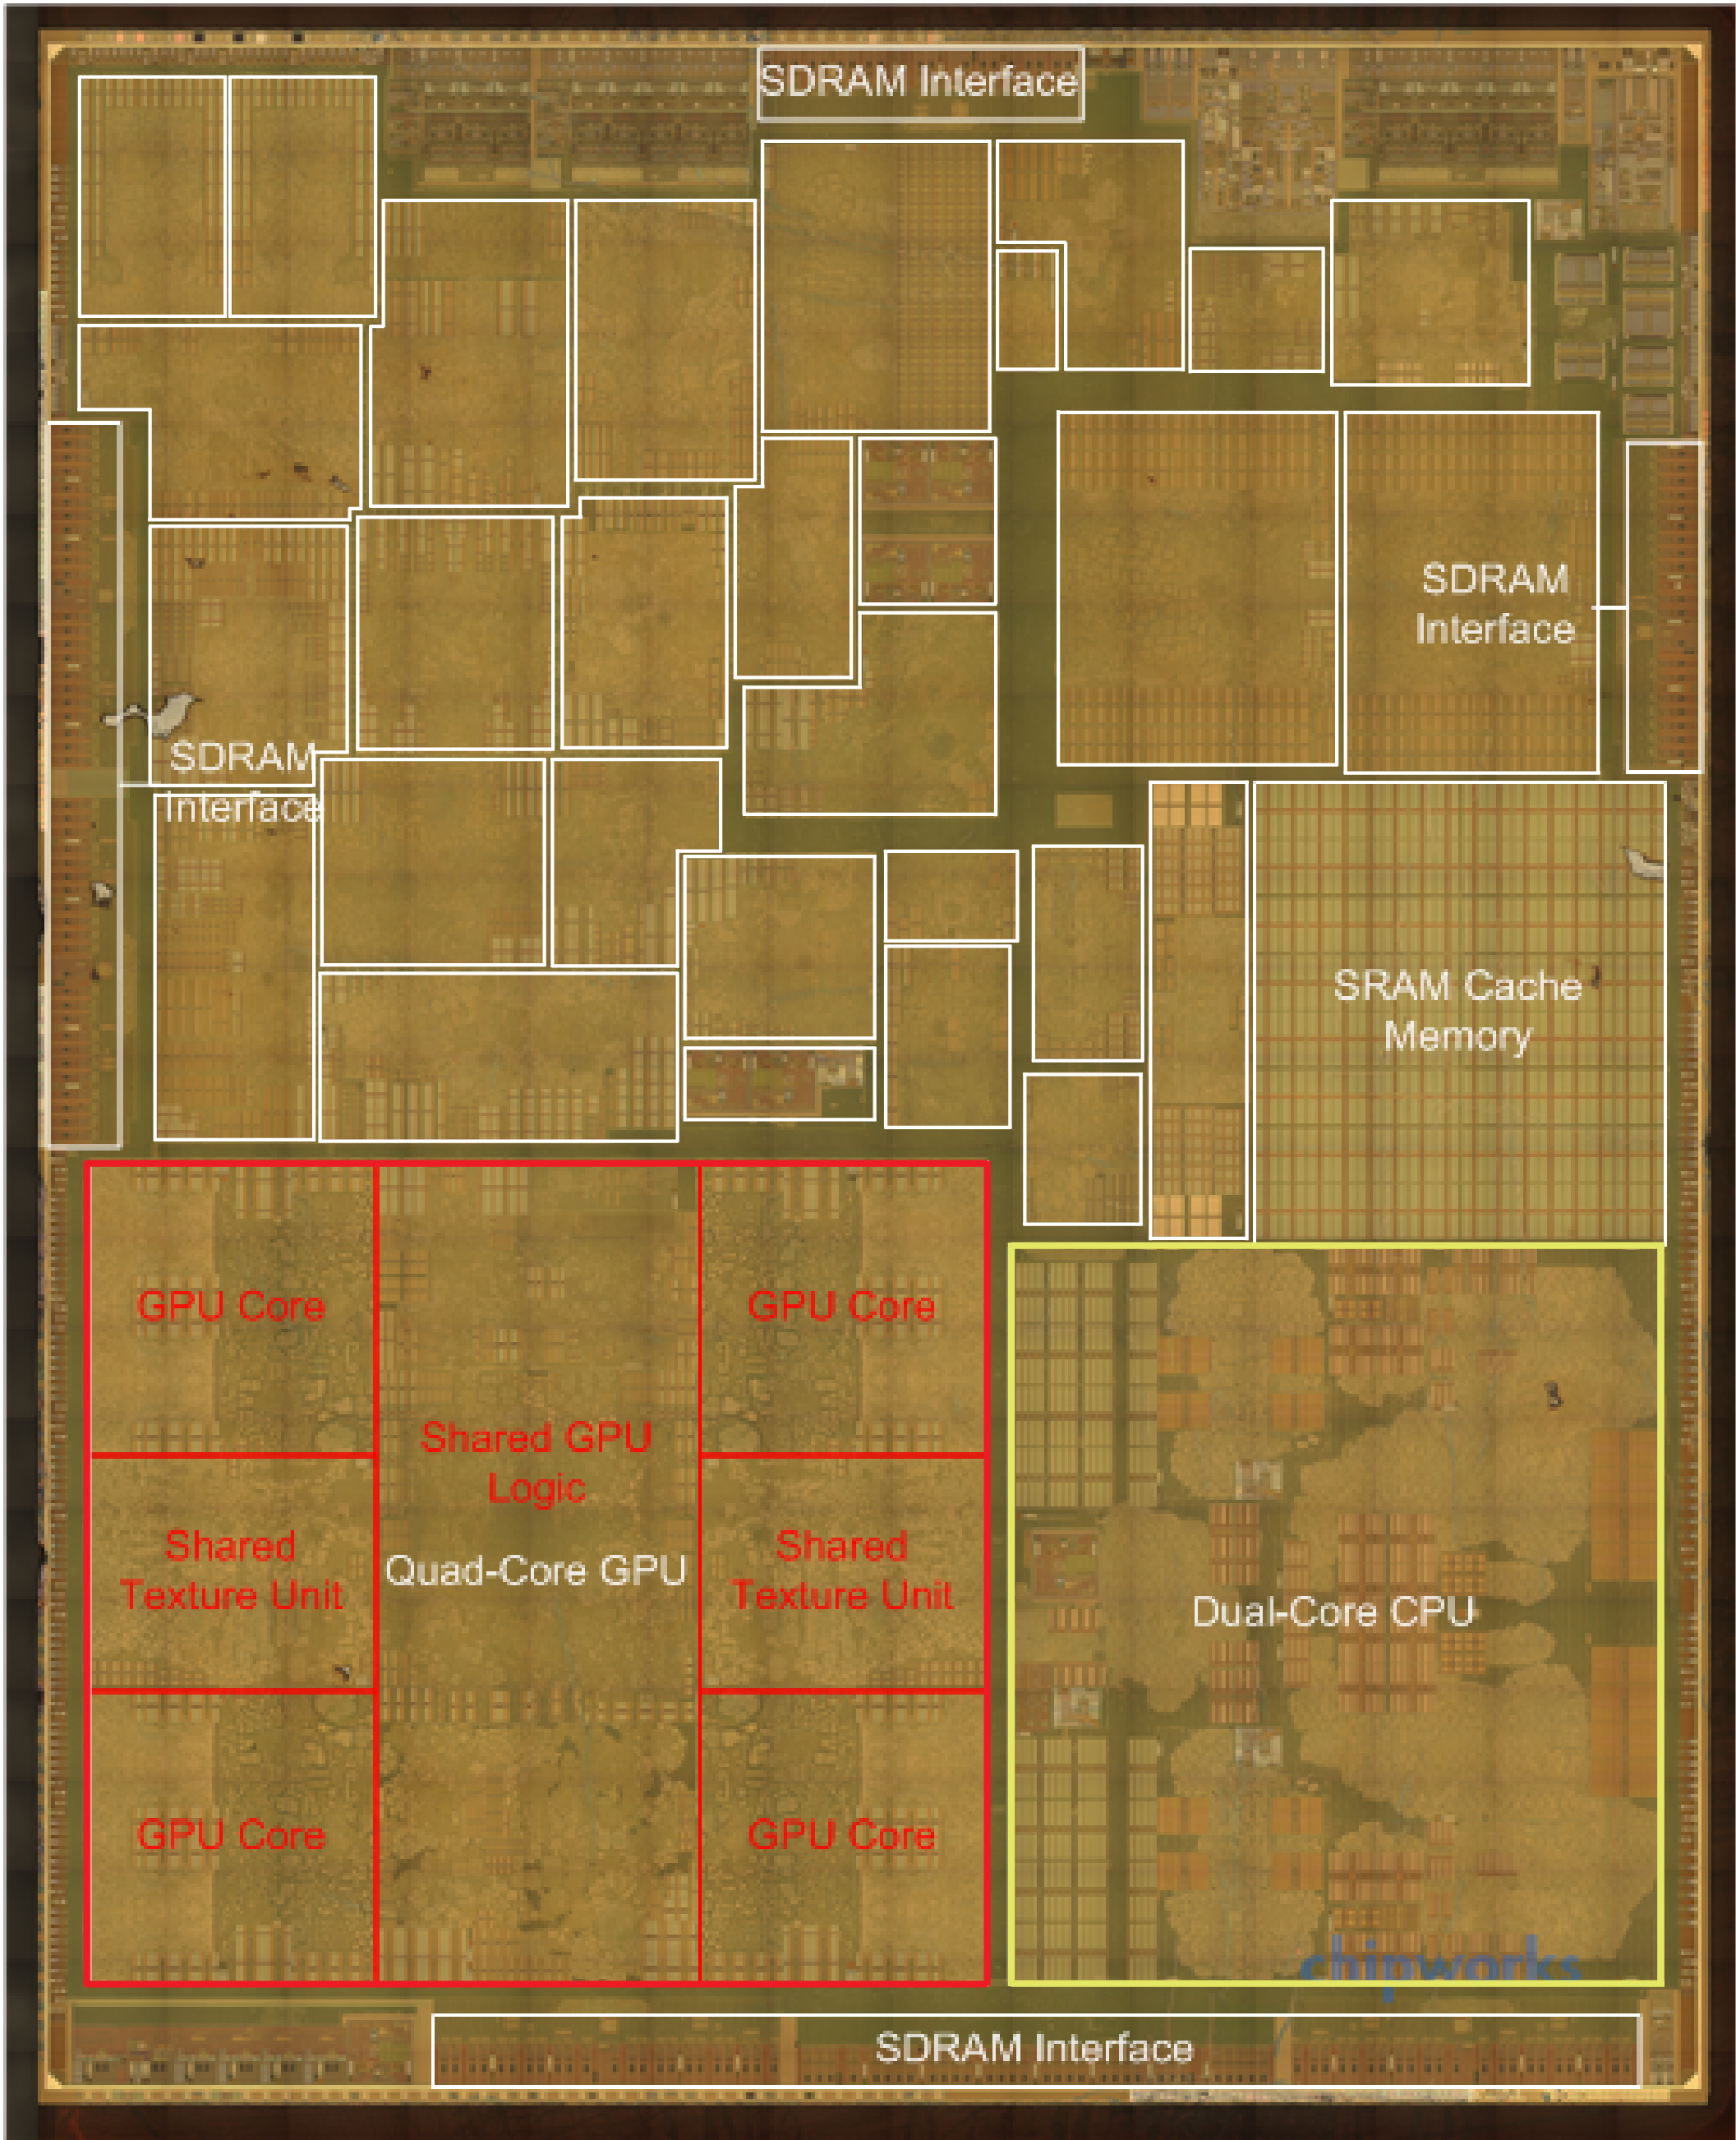 SDRAM Interface
SDRAM
Interface
SDRAM
Interface
SRAM Cache
Memory
GPU Core
GPU Core
Shared GPU
Logic
Shared
Texture Unit
Quad-Core GPU
Shared
Texture Unit
Dual-Core CPU
GPU Core
GPU Core
chipworks
SDRAM Interface